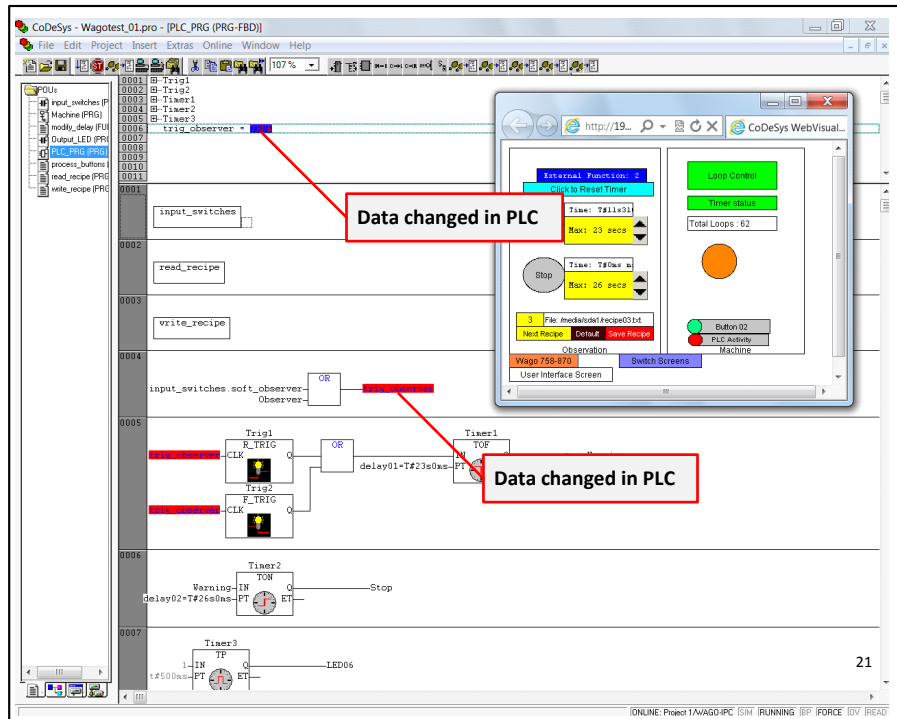 CoDeSys - Wagotest_01.pro - [PLC_PRG (PRG-FBD)]
File Edit Project Insert Extras Online Window Help
107 %
POUs
input_switches (P
Machine (PRG)
modify_delay (FU
Output_LED (PR
PLC_PRG (PRG)
process_buttons (
read_recipe (PRG
write_recipe (PRG
0001 Trig1
0002 Trig2
0003 Timer1
0004 Timer2
0005 Timer3
0006 trig_observer =
0007
0008
0009
0010
0011
Data changed in PLC
0001
input_switches
0002
read_recipe
0003
write_recipe
0004
OR
input_switches.soft_observer
trig_observer
Observer
0005
Trig1
R_TRIG
trig_observer CLK Q
OR
Timer1
TOF
IN
delay01=T#23s0ms PT
Trig2
F_TRIG
trig_observer CLK Q
Data changed in PLC
0006
Timer2
TON
Warning IN Q Stop
delay02=T#26s0ms PT ET
0007
Timer3
TP
1 IN Q LED06
t#500ms PT ET
http://19...
CoDeSys WebVisual...
External Function: 2
Click to Reset Timer
Time: T#11s31
Max: 23 secs
Stop
Time: T#0ms m
Max: 26 secs
3 File: /media/sda1/recipe03.txt
Next Recipe Default Save Recipe
Observation
Wago 758-870
User Interface Screen
Loop Control
Timer status
Total Loops : 62
Button 02
PLC Activity
Machine
Switch Screens
21
ONLINE: Project 1/WAGO-IPC SIM RUNNING BP FORCE OV READ